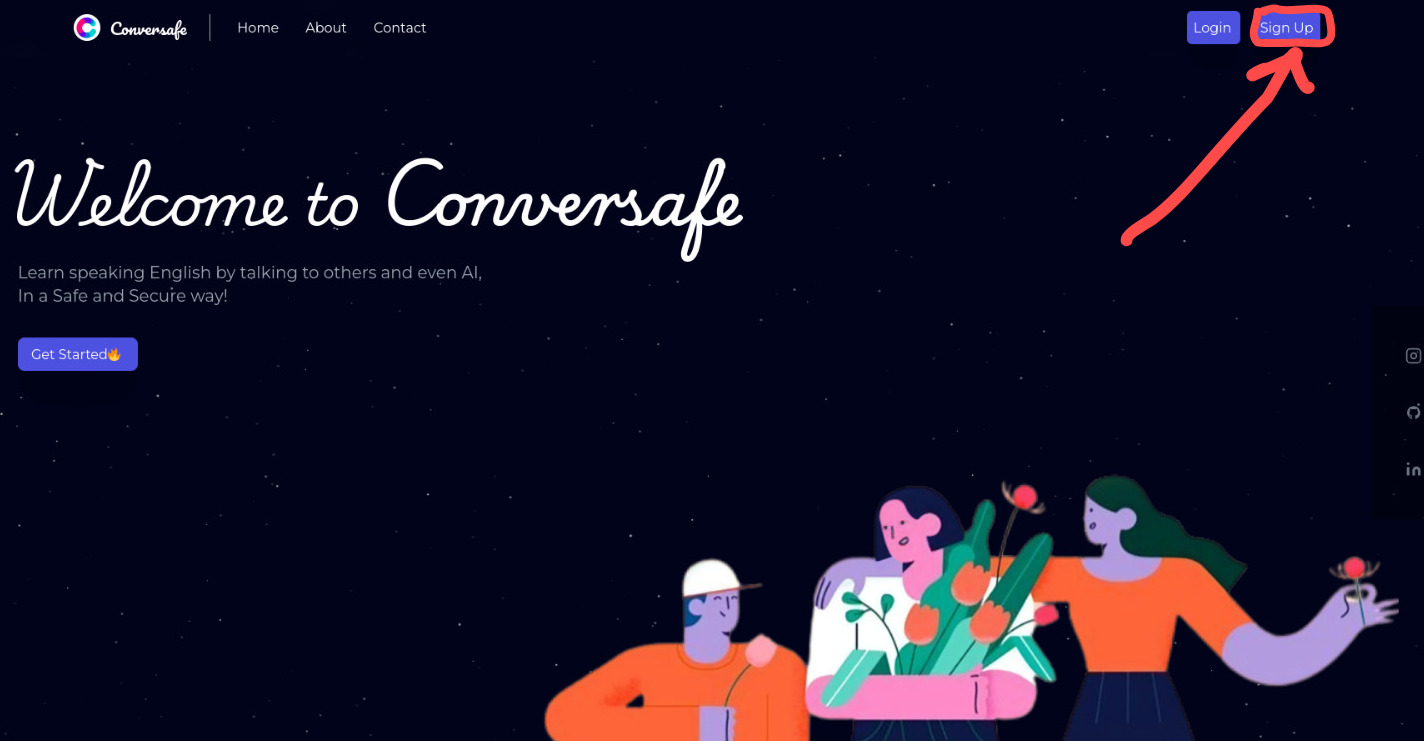 Conversafe
Home
About
Contact
Login
Sign Up
Welcome to Conversafe
Learn speaking English by talking to others and even AI,
In a Safe and Secure way!
Get Started🔥